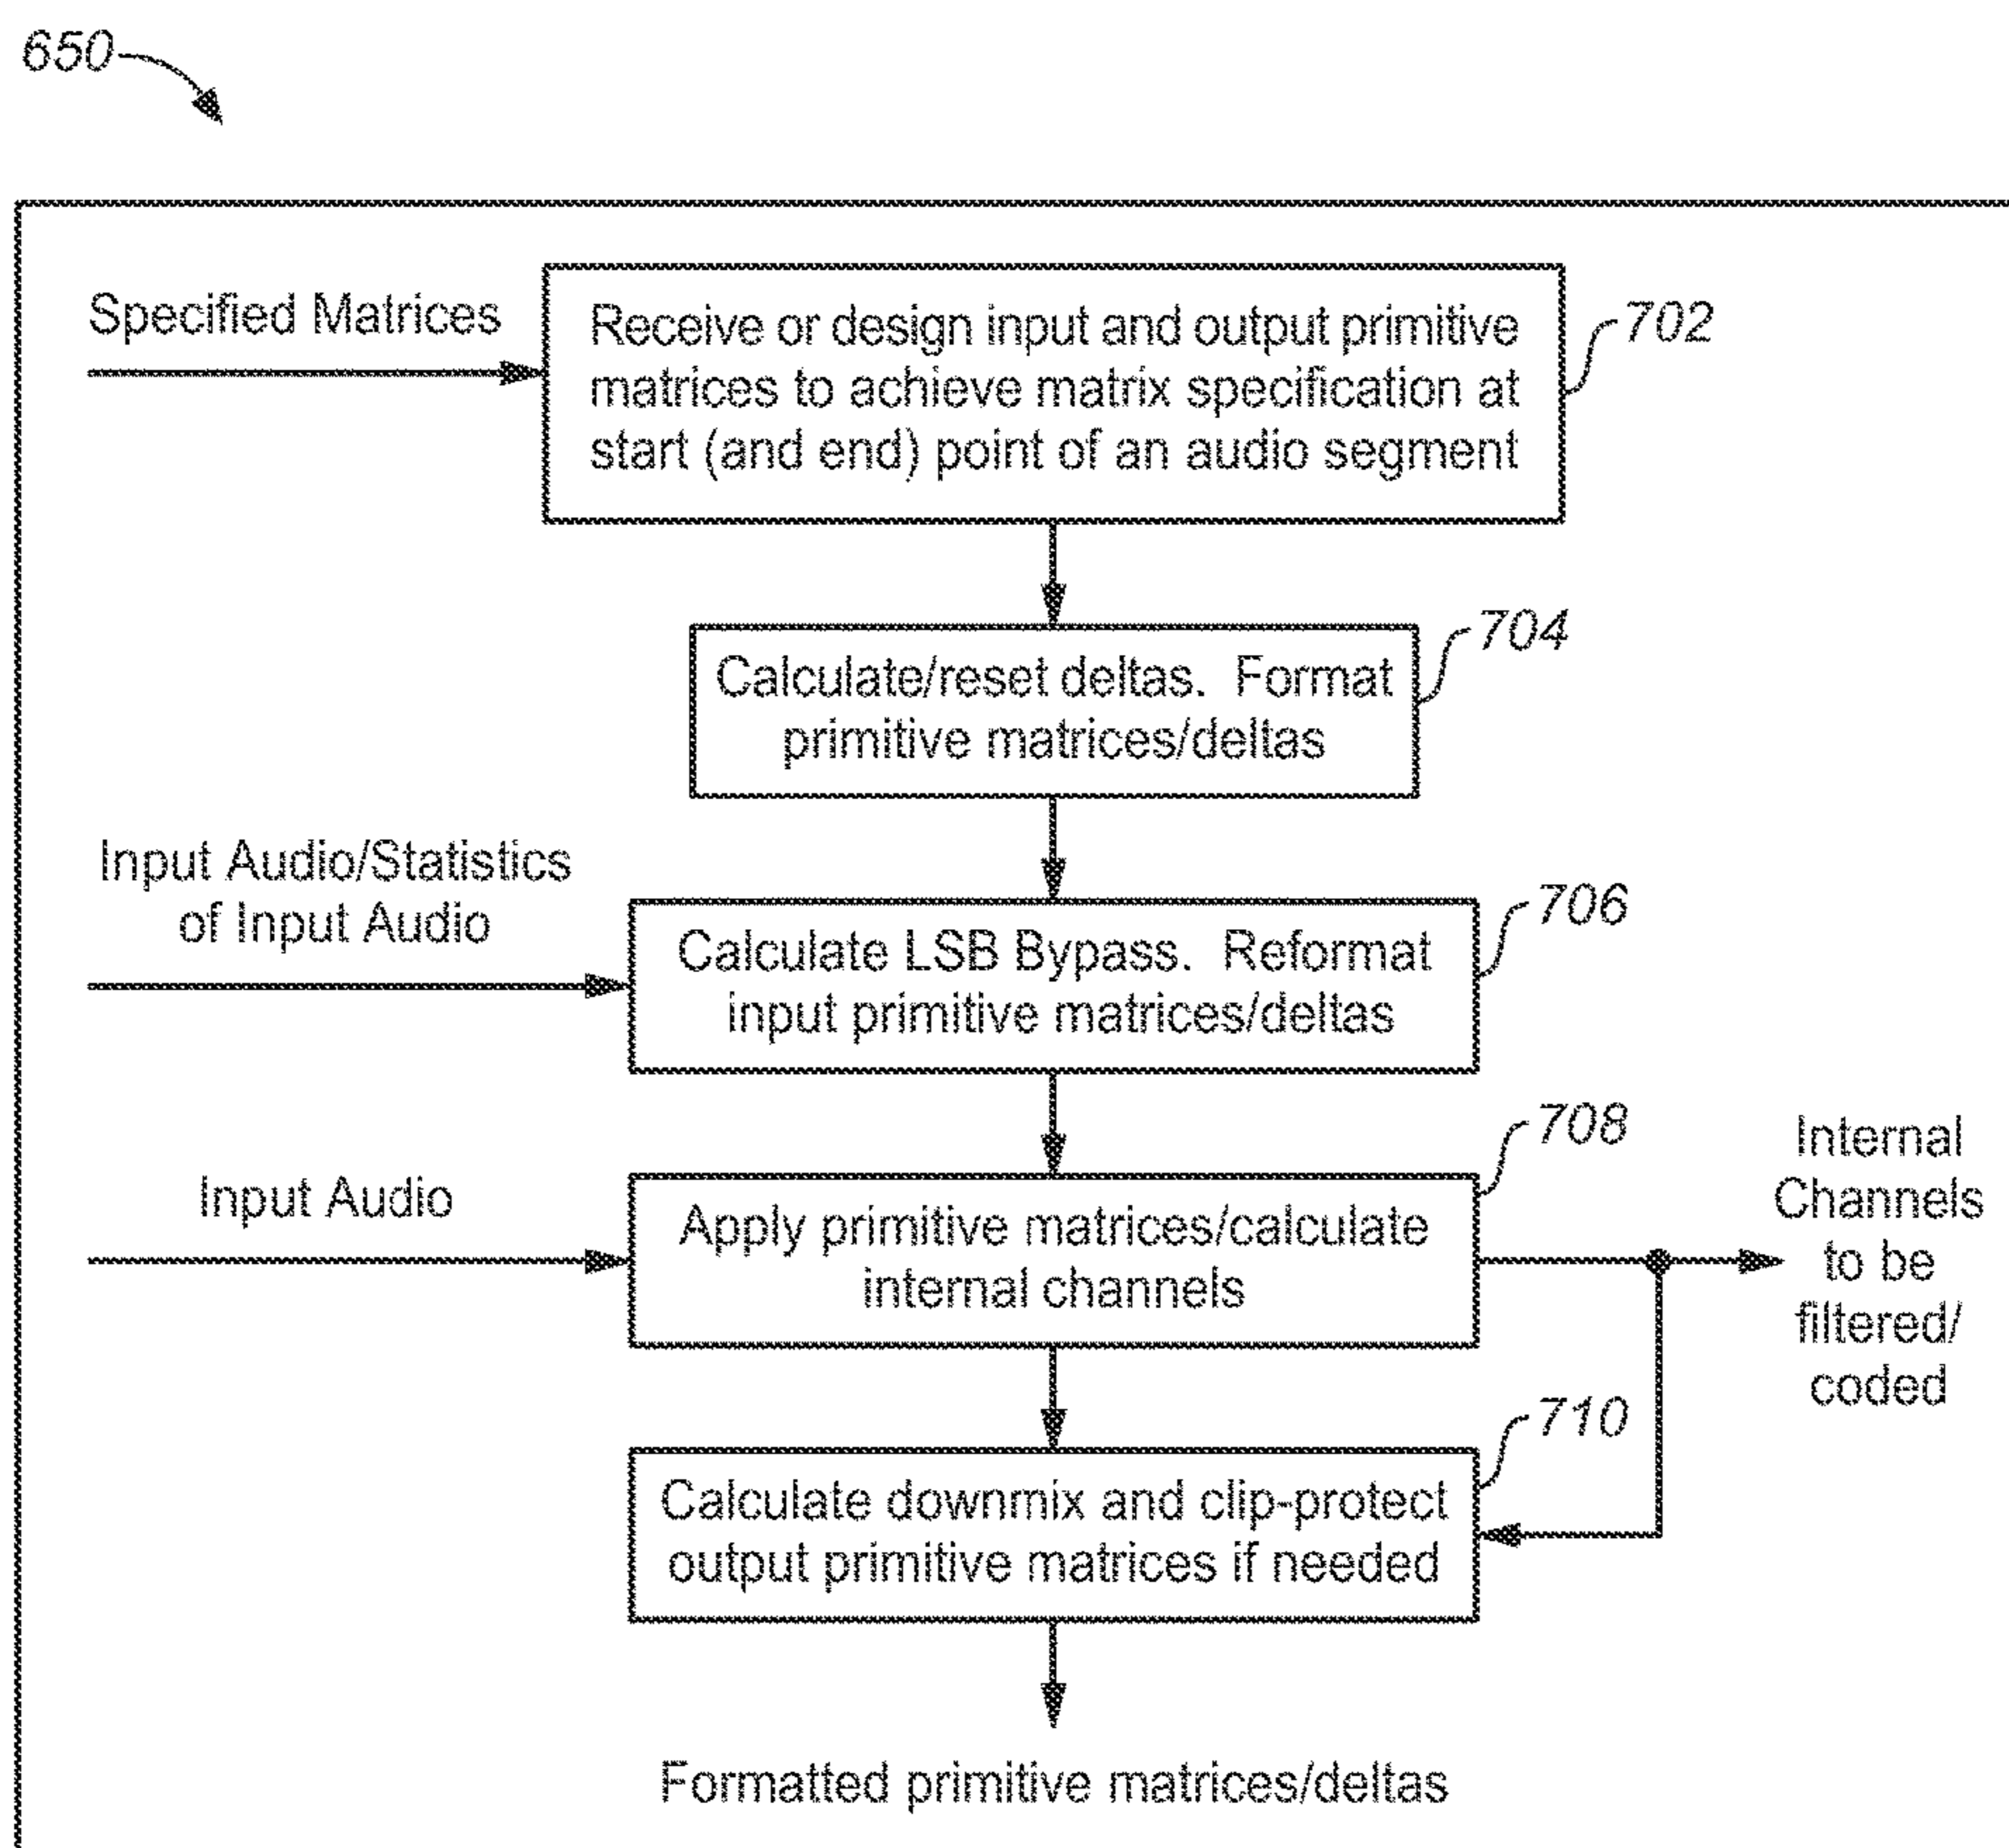 650
Specified Matrices
Receive or design input and output primitive
matrices to achieve matrix specification at
start (and end) point of an audio segment
702
Calculate/reset deltas. Format
primitive matrices/deltas
704
Input Audio/Statistics
of Input Audio
Calculate LSB Bypass. Reformat
input primitive matrices/deltas
706
Input Audio
Apply primitive matrices/calculate
internal channels
708
Internal
Channels
to be
filtered/
coded
Calculate downmix and clip-protect
output primitive matrices if needed
710
Formatted primitive matrices/deltas